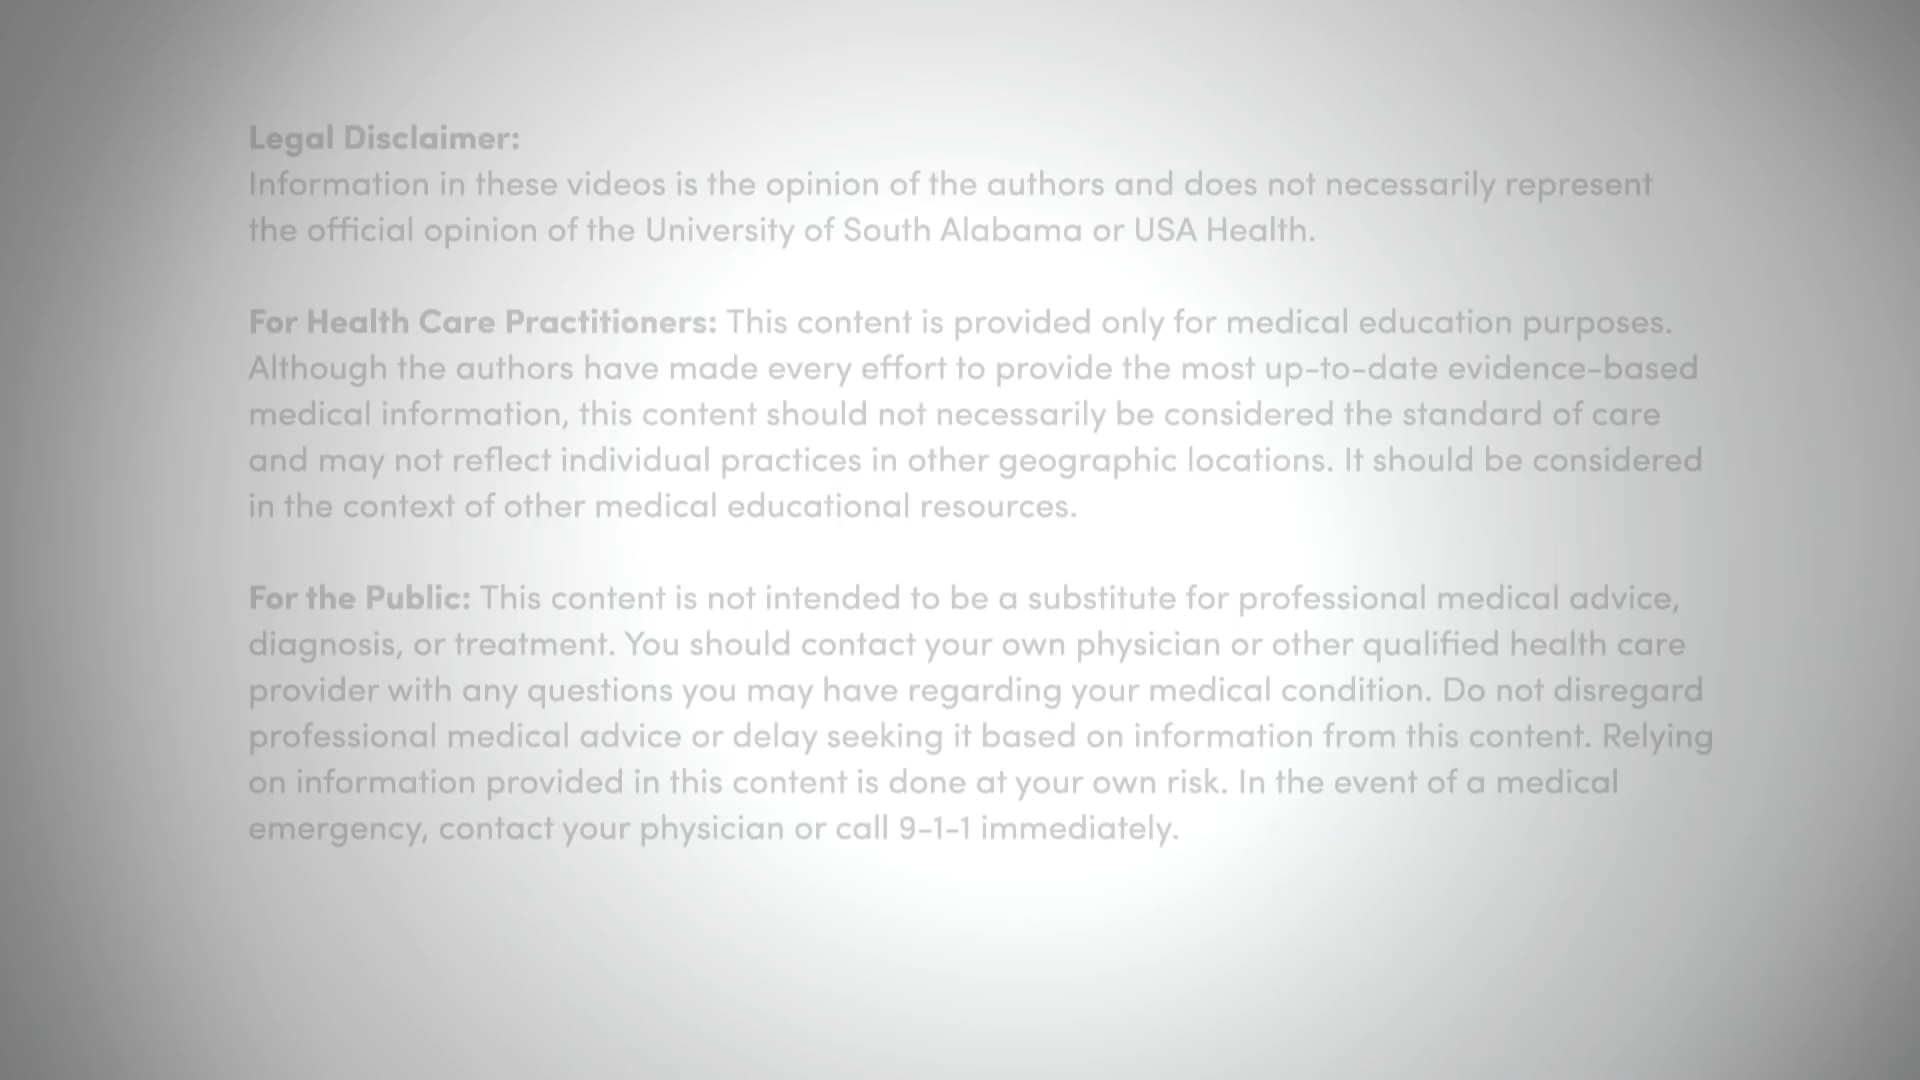 Legal Disclaimer:
Information in these videos is the opinion of the authors and does not necessarily represent
the official opinion of the University of South Alabama or USA Health.
For Health Care Practitioners: This content is provided only for medical education purposes.
Although the authors have made every effort to provide the most up-to-date evidence-based
medical information, this content should not necessarily be considered the standard of care
and may not reflect individual practices in other geographic locations. It should be considered
in the context of other medical educational resources.
For the Public: This content is not intended to be a substitute for professional medical advice,
diagnosis, or treatment. You should contact your own physician or other qualified health care
provider with any questions you may have regarding your medical condition. Do not disregard
professional medical advice or delay seeking it based on information from this content. Relying
on information provided in this content is done at your own risk. In the event of a medical
emergency, contact your physician or call 9-1-1 immediately.